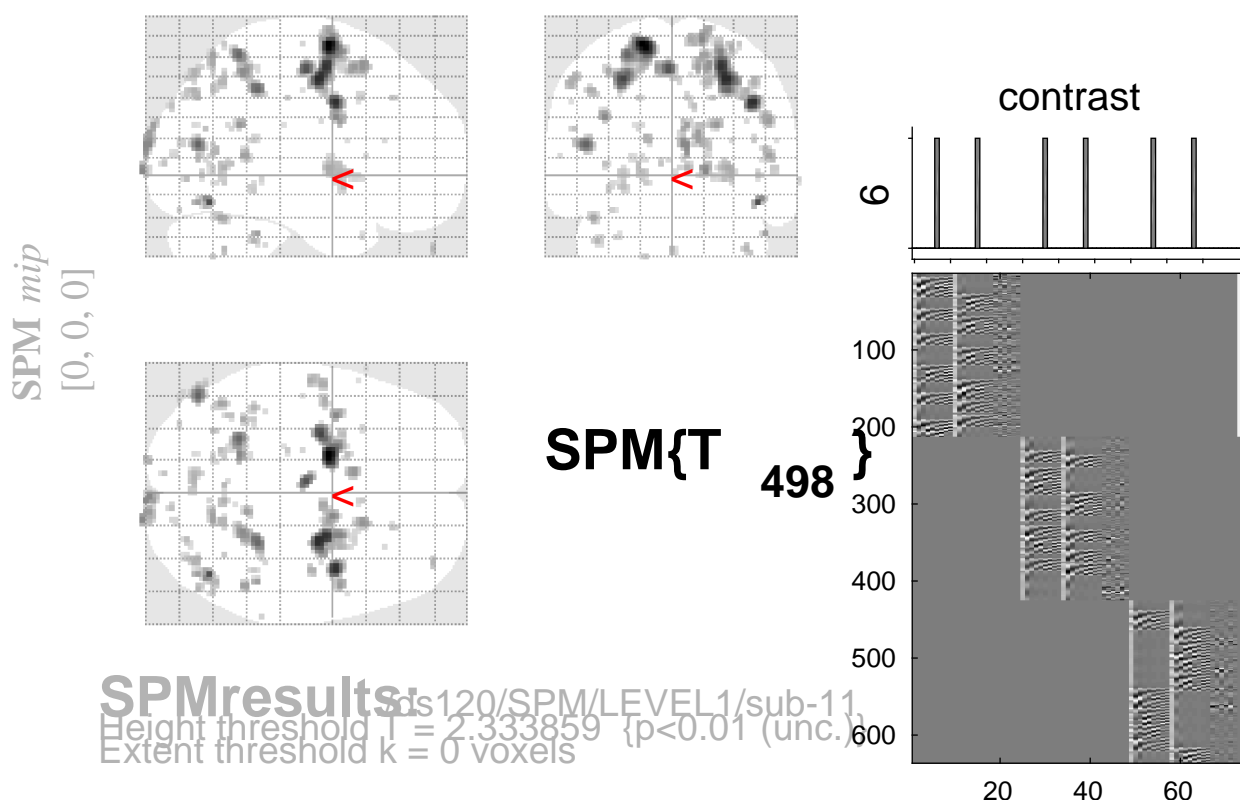 SPM mip
[0, 0, 0]
<
<
<
SPM{T 498 }
SPMresults: /ds120/SPM/LEVEL1/sub-11
Height threshold T = 2.333859 {p<0.01 (unc.)}
Extent threshold k = 0 voxels
contrast
6
100
200
300
400
500
600
20 40 60